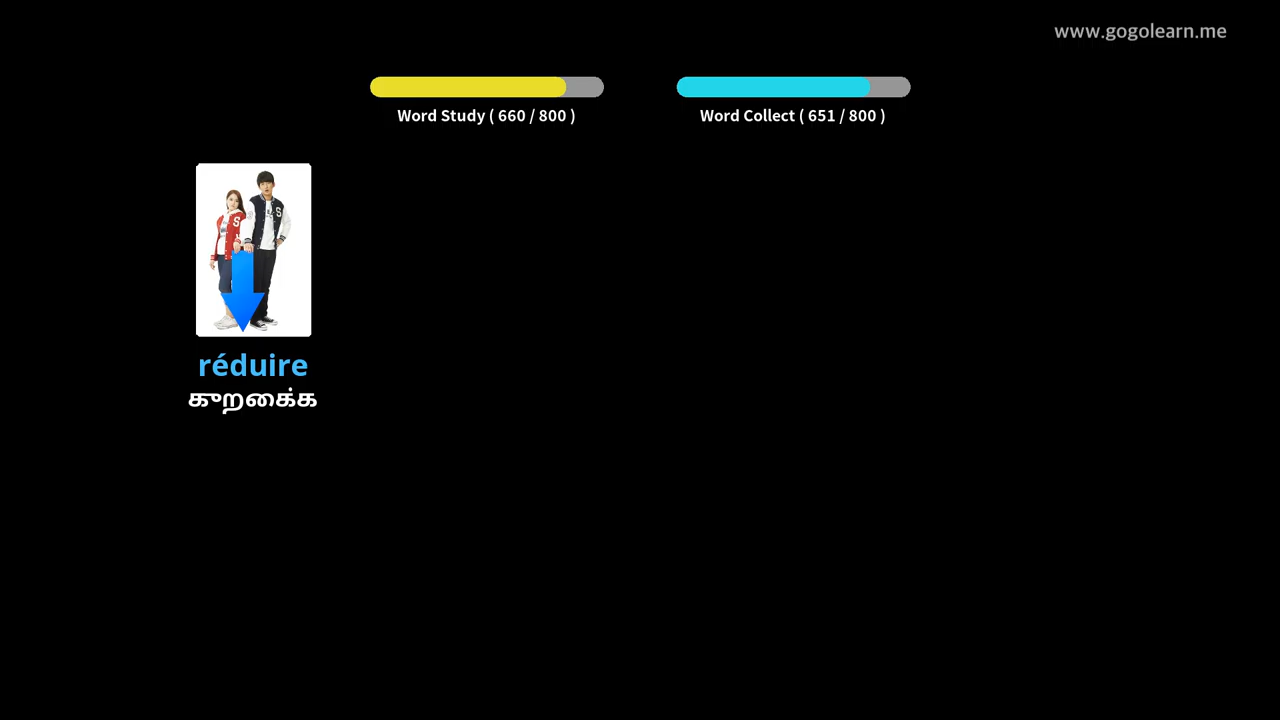 www.gogolearn.me
Word Study ( 660 / 800 )
Word Collect ( 651 / 800 )
S
S
réduire
குறைக்க